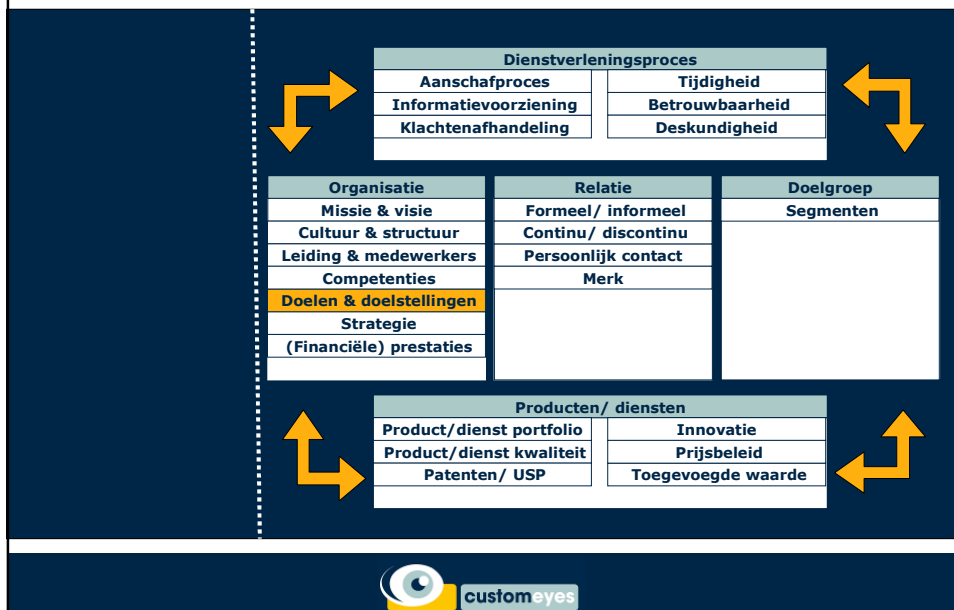 Dienstverleningsproces
Aanschafproces
Tijdigheid
Informatievoorziening
Betrouwbaarheid
Klachtenafhandeling
Deskundigheid
Organisatie
Missie & visie
Cultuur & structuur
Leiding & medewerkers
Competenties
Doelen & doelstellingen
Strategie
(Financiële) prestaties
Relatie
Formeel/ informeel
Continu/ discontinu
Persoonlijk contact
Merk
Doelgroep
Segmenten
Producten/ diensten
Product/dienst portfolio
Innovatie
Product/dienst kwaliteit
Prijsbeleid
Patenten/ USP
Toegevoegde waarde
customeyes